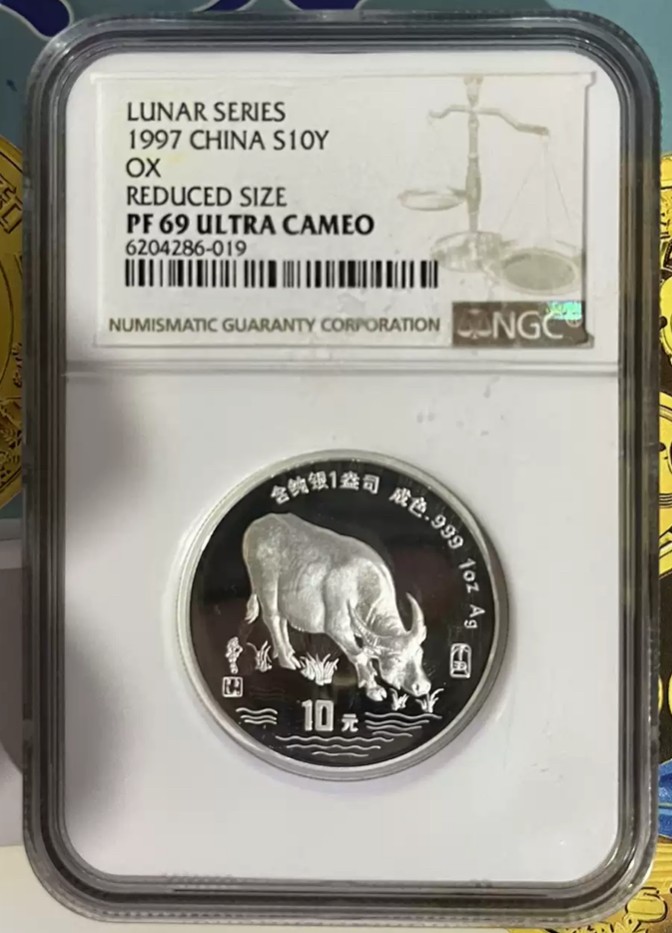 LUNAR SERIES
1997 CHINA S10Y
OX
REDUCED SIZE
PF 69 ULTRA CAMEO
6204286-019
NUMISMATIC GUARANTY CORPORATION
NGC
含纯银1盎司 成色.999 1oz Ag
10元